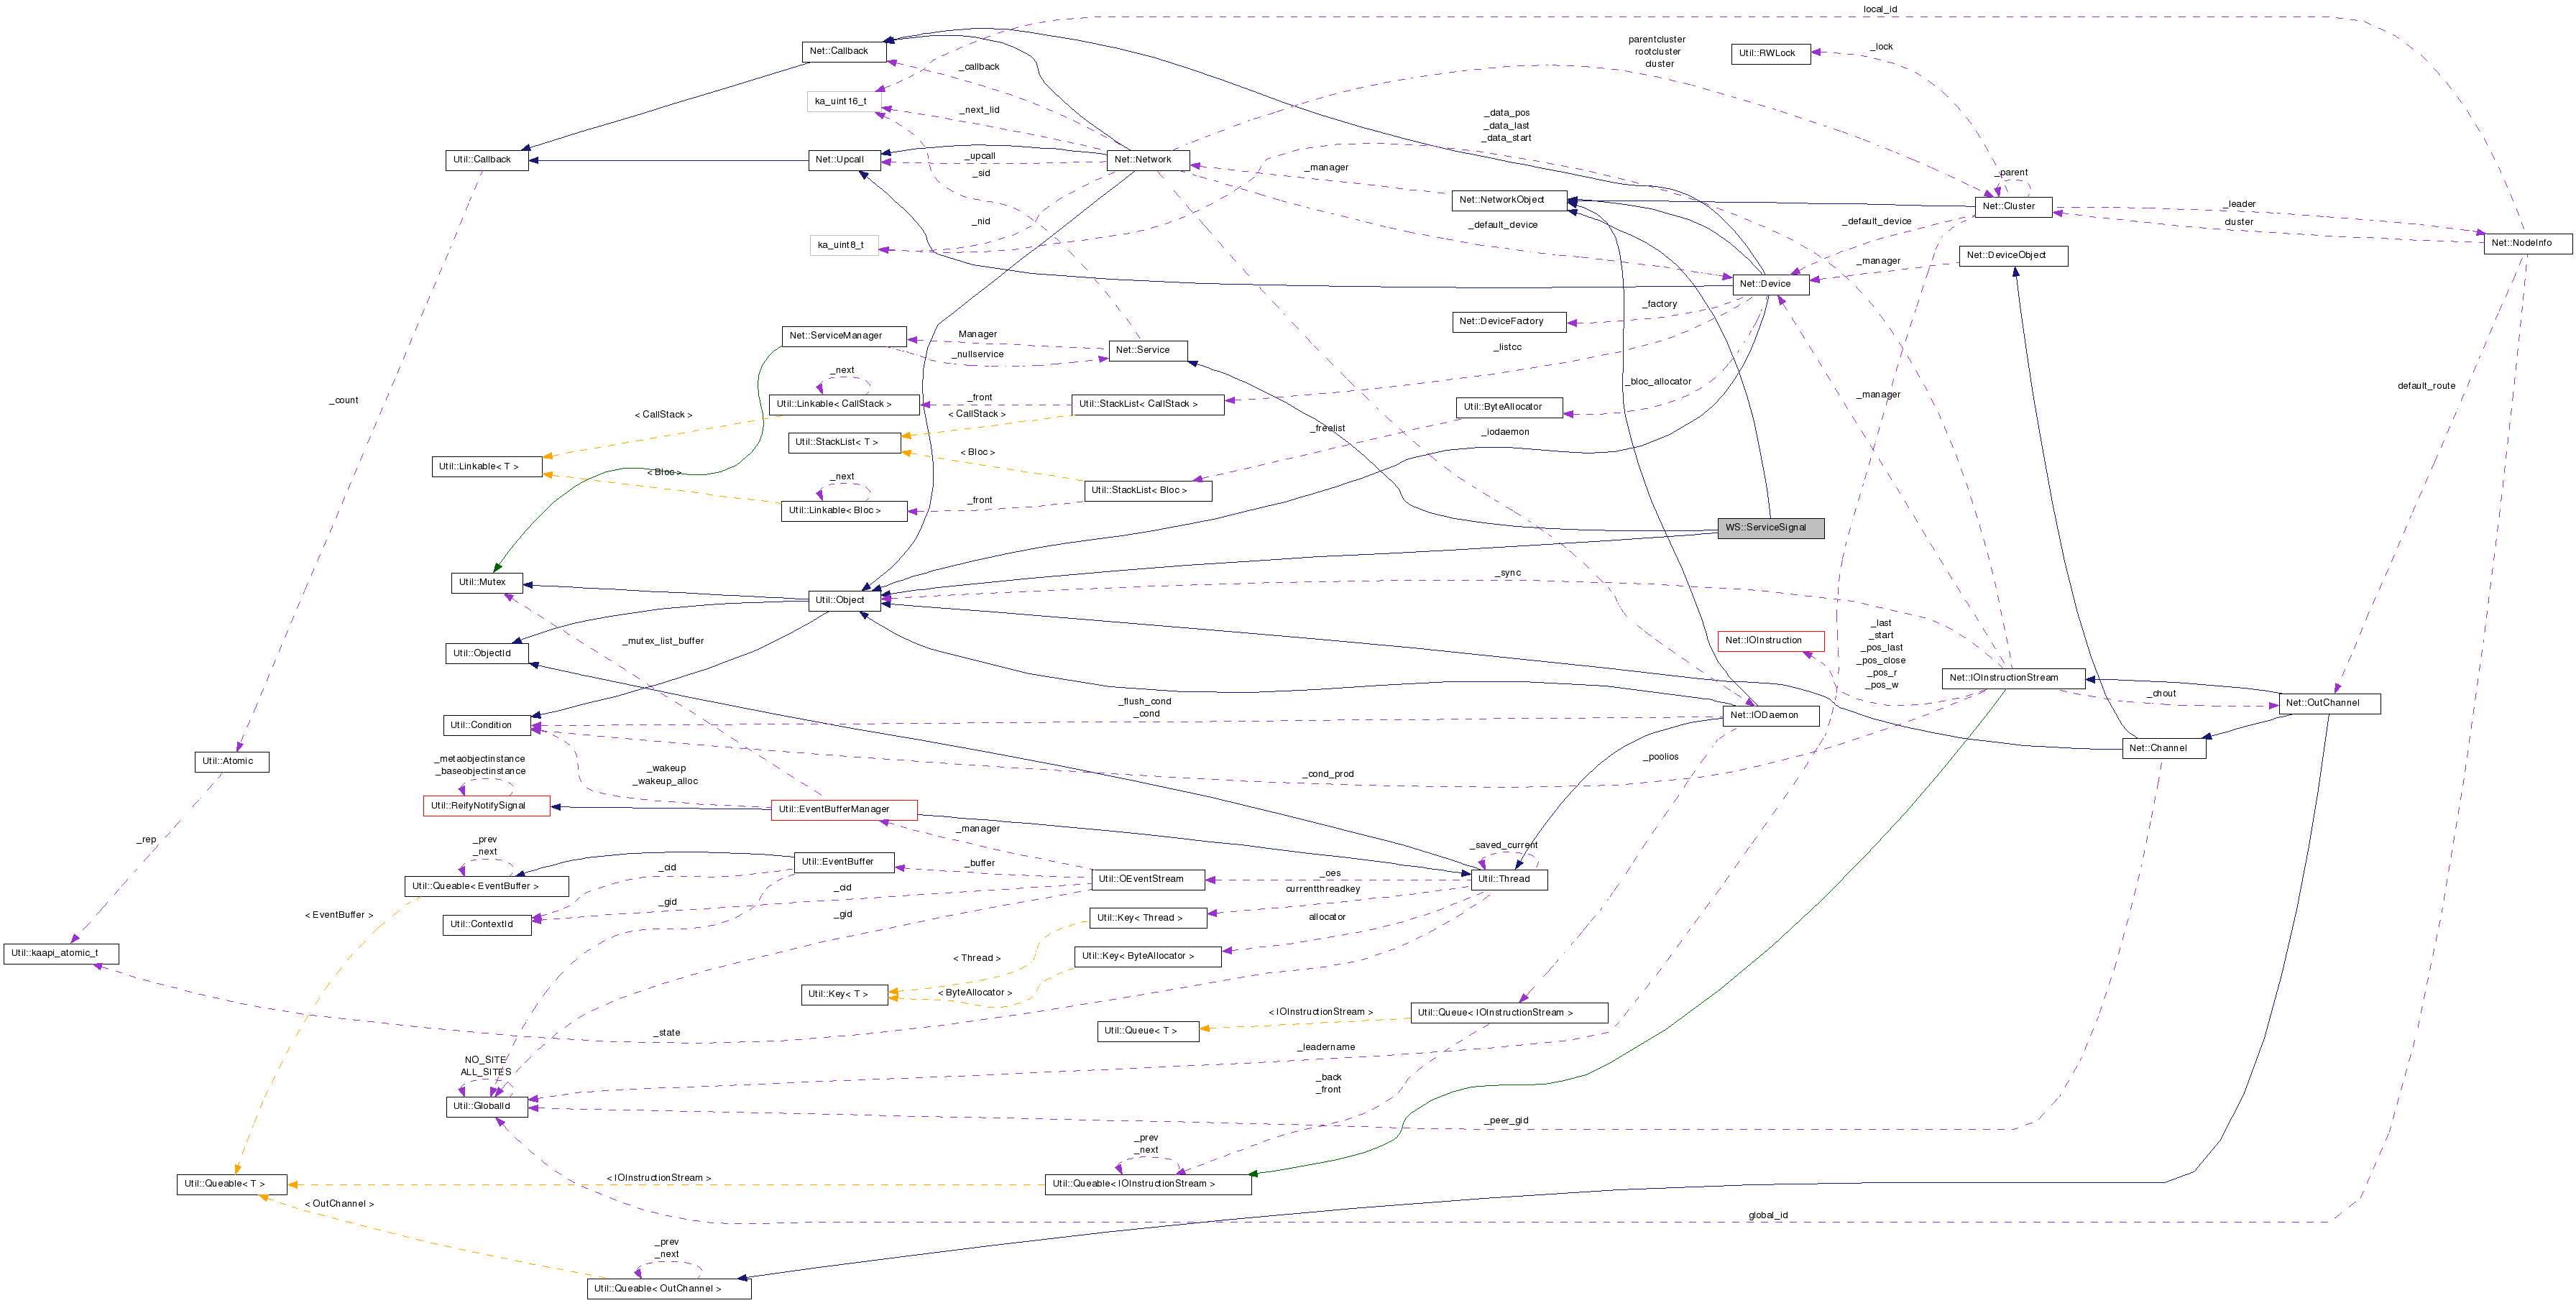 local_id
parentcluster
rootcluster
cluster
_lock
Net::Callback
Util::RWLock
_callback
ka_uint16_t
_next_lid
_data_pos
_data_last
_data_start
Util::Callback
Net::Upcall
_upcall
Net::Network
_sid
_manager
_parent
Net::NetworkObject
Net::Cluster
_leader
_nid
_default_device
_default_device
cluster
ka_uint8_t
Net::NodeInfo
Net::DeviceObject
_manager
Net::Device
_factory
Net::DeviceFactory
Net::ServiceManager
Manager
_nullservice
Net::Service
_listcc
_next
_bloc_allocator
default_route
_count
Util::Linkable< CallStack >
_front
Util::StackList< CallStack >
Util::ByteAllocator
_manager
< CallStack >
< CallStack >
_freelist
_iodaemon
Util::StackList< T >
< Bloc >
Util::Linkable< T >
< Bloc >
_next
Util::StackList< Bloc >
_front
Util::Linkable< Bloc >
WS::ServiceSignal
Util::Mutex
_sync
Util::Object
_mutex_list_buffer
Net::IOInstruction
_last
_start
_pos_last
_pos_close
_pos_r
_pos_w
Util::ObjectId
Net::IOInstructionStream
_chout
Net::OutChannel
_flush_cond
_cond
Util::Condition
Net::IODaemon
Net::Channel
Util::Atomic
_metaobjectinstance
_baseobjectinstance
_wakeup
_wakeup_alloc
_cond_prod
_poolios
Util::ReifyNotifySignal
Util::EventBufferManager
_manager
_rep
_prev
_next
Util::EventBuffer
_buffer
_saved_current
_cid
_oes
Util::Queable< EventBuffer >
_cid
Util::OEventStream
currentthreadkey
Util::Thread
_gid
_gid
< EventBuffer >
Util::ContextId
Util::Key< Thread >
allocator
Util::kaapi_atomic_t
Util::Key< ByteAllocator >
< Thread >
Util::Key< T >
< ByteAllocator >
< IOInstructionStream >
Util::Queue< IOInstructionStream >
Util::Queue< T >
_state
_leadername
NO_SITE
ALL_SITES
_back
_front
Util::GlobalId
_peer_gid
_prev
_next
Util::Queable< T >
< IOInstructionStream >
Util::Queable< IOInstructionStream >
< OutChannel >
global_id
_prev
_next
Util::Queable< OutChannel >